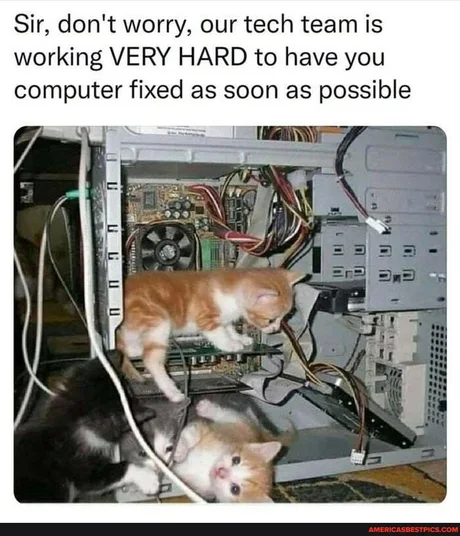 Sir, don't worry, our tech team is
working VERY HARD to have you
computer fixed as soon as possible
AMERICASBESTPICS.COM